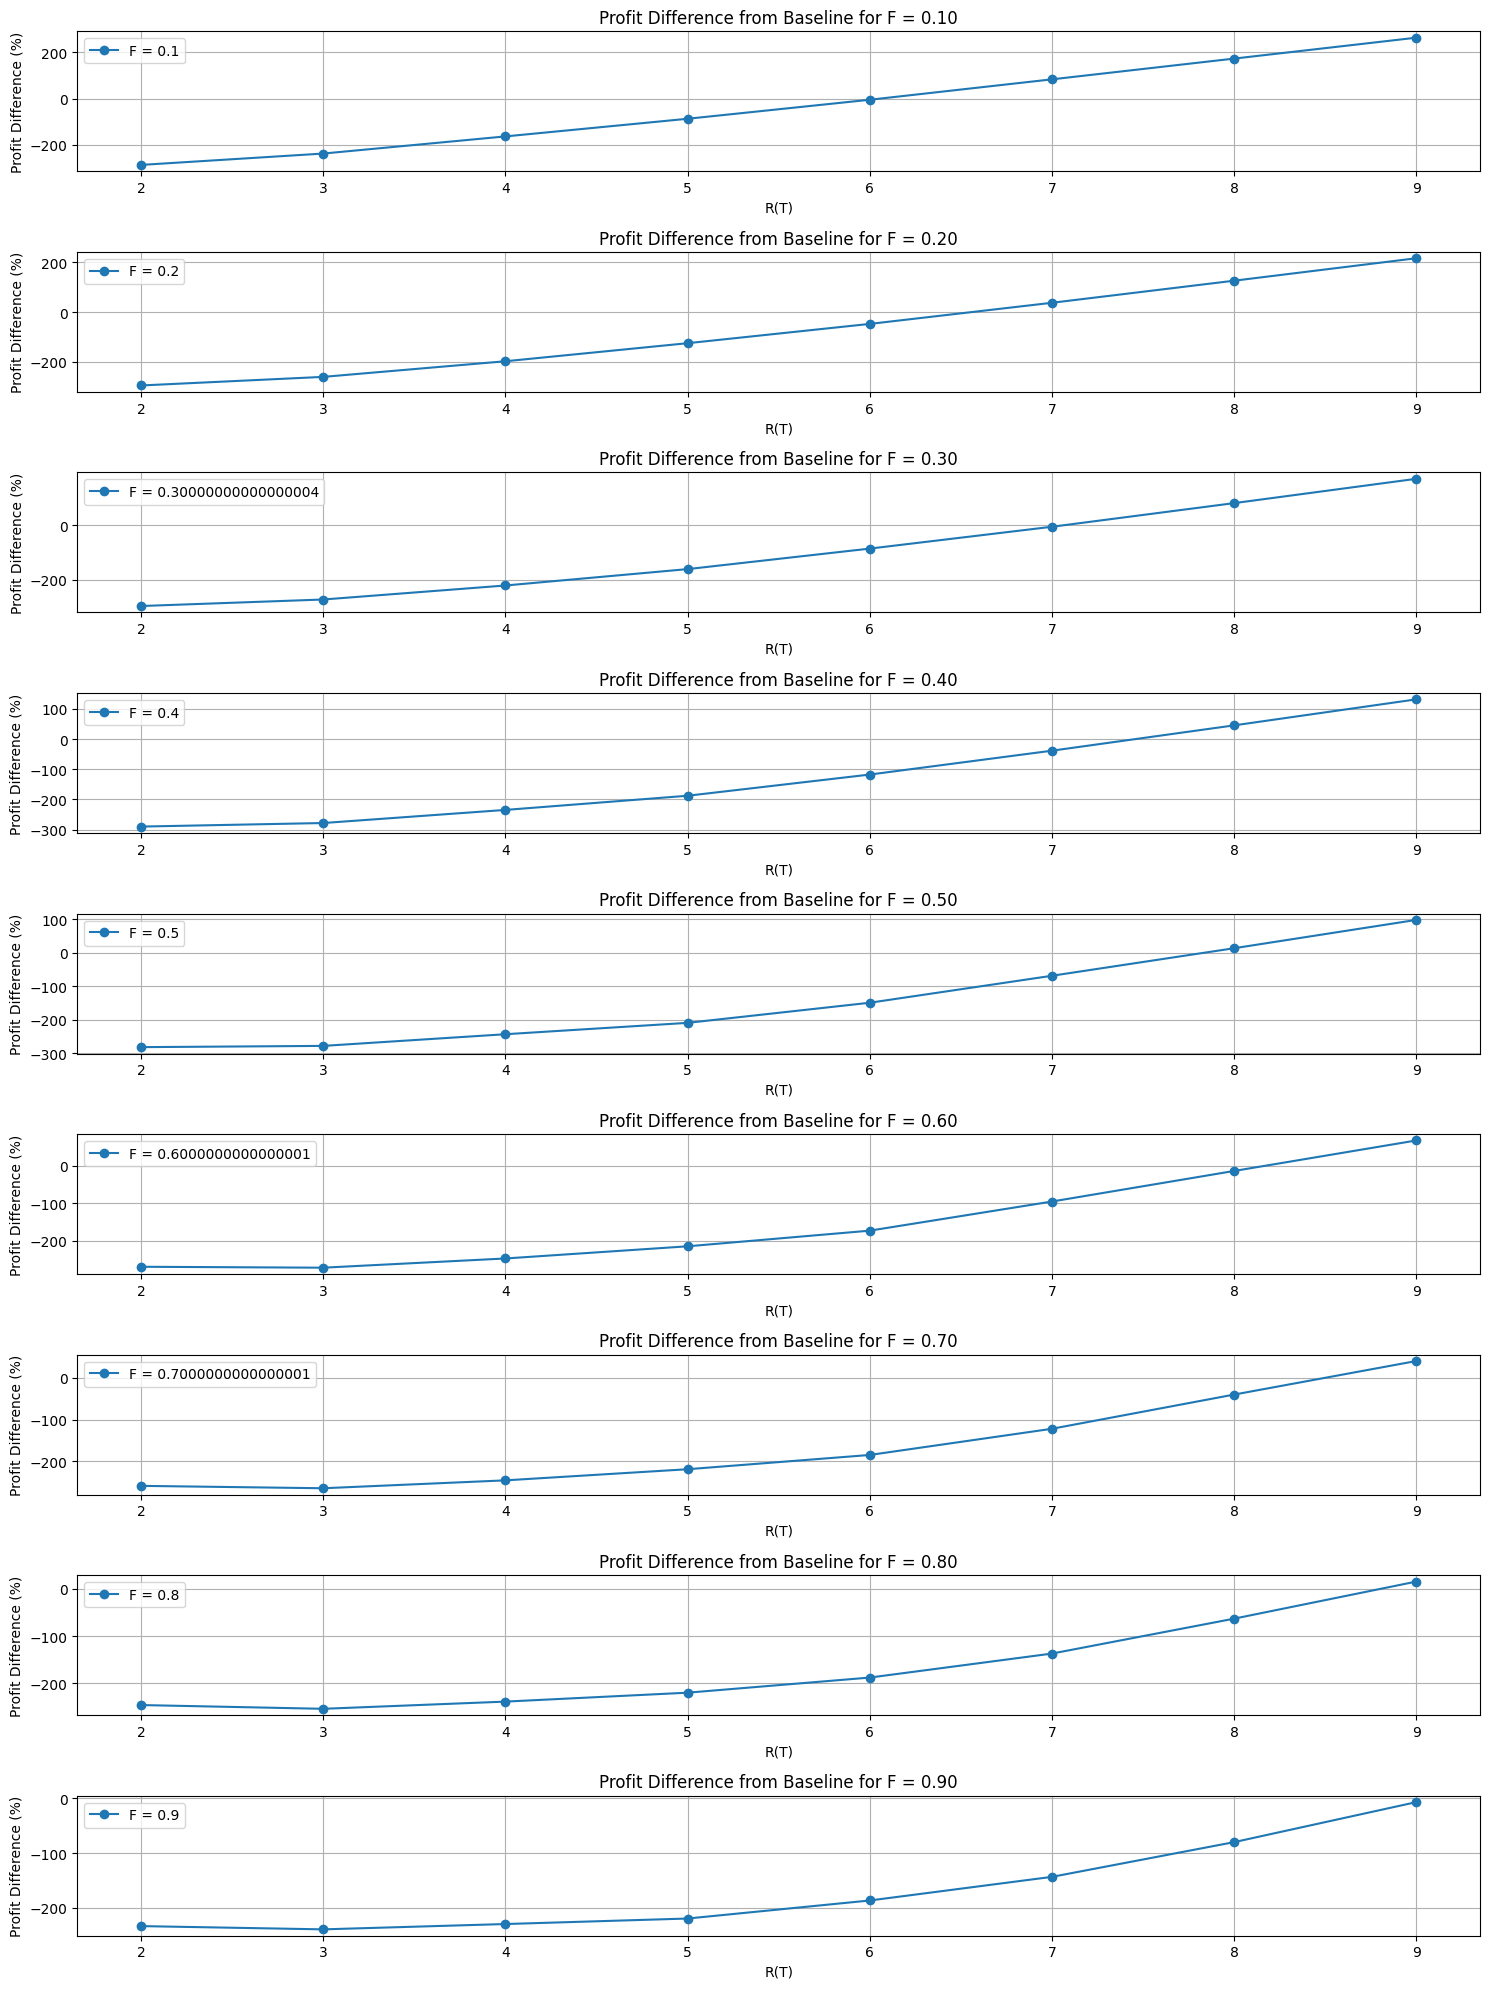 Profit Difference from Baseline for F = 0.10
Profit Difference (%)
F = 0.1
200
0
−200
2 3 4 5 6 7 8 9
R(T)
Profit Difference from Baseline for F = 0.20
Profit Difference (%)
F = 0.2
200
0
−200
2 3 4 5 6 7 8 9
R(T)
Profit Difference from Baseline for F = 0.30
Profit Difference (%)
F = 0.30000000000000004
0
−200
2 3 4 5 6 7 8 9
R(T)
Profit Difference from Baseline for F = 0.40
Profit Difference (%)
F = 0.4
100
0
−100
−200
−300
2 3 4 5 6 7 8 9
R(T)
Profit Difference from Baseline for F = 0.50
Profit Difference (%)
F = 0.5
100
0
−100
−200
−300
2 3 4 5 6 7 8 9
R(T)
Profit Difference from Baseline for F = 0.60
Profit Difference (%)
F = 0.6000000000000001
0
−100
−200
2 3 4 5 6 7 8 9
R(T)
Profit Difference from Baseline for F = 0.70
Profit Difference (%)
F = 0.7000000000000001
0
−100
−200
2 3 4 5 6 7 8 9
R(T)
Profit Difference from Baseline for F = 0.80
Profit Difference (%)
F = 0.8
0
−100
−200
2 3 4 5 6 7 8 9
R(T)
Profit Difference from Baseline for F = 0.90
Profit Difference (%)
F = 0.9
0
−100
−200
2 3 4 5 6 7 8 9
R(T)